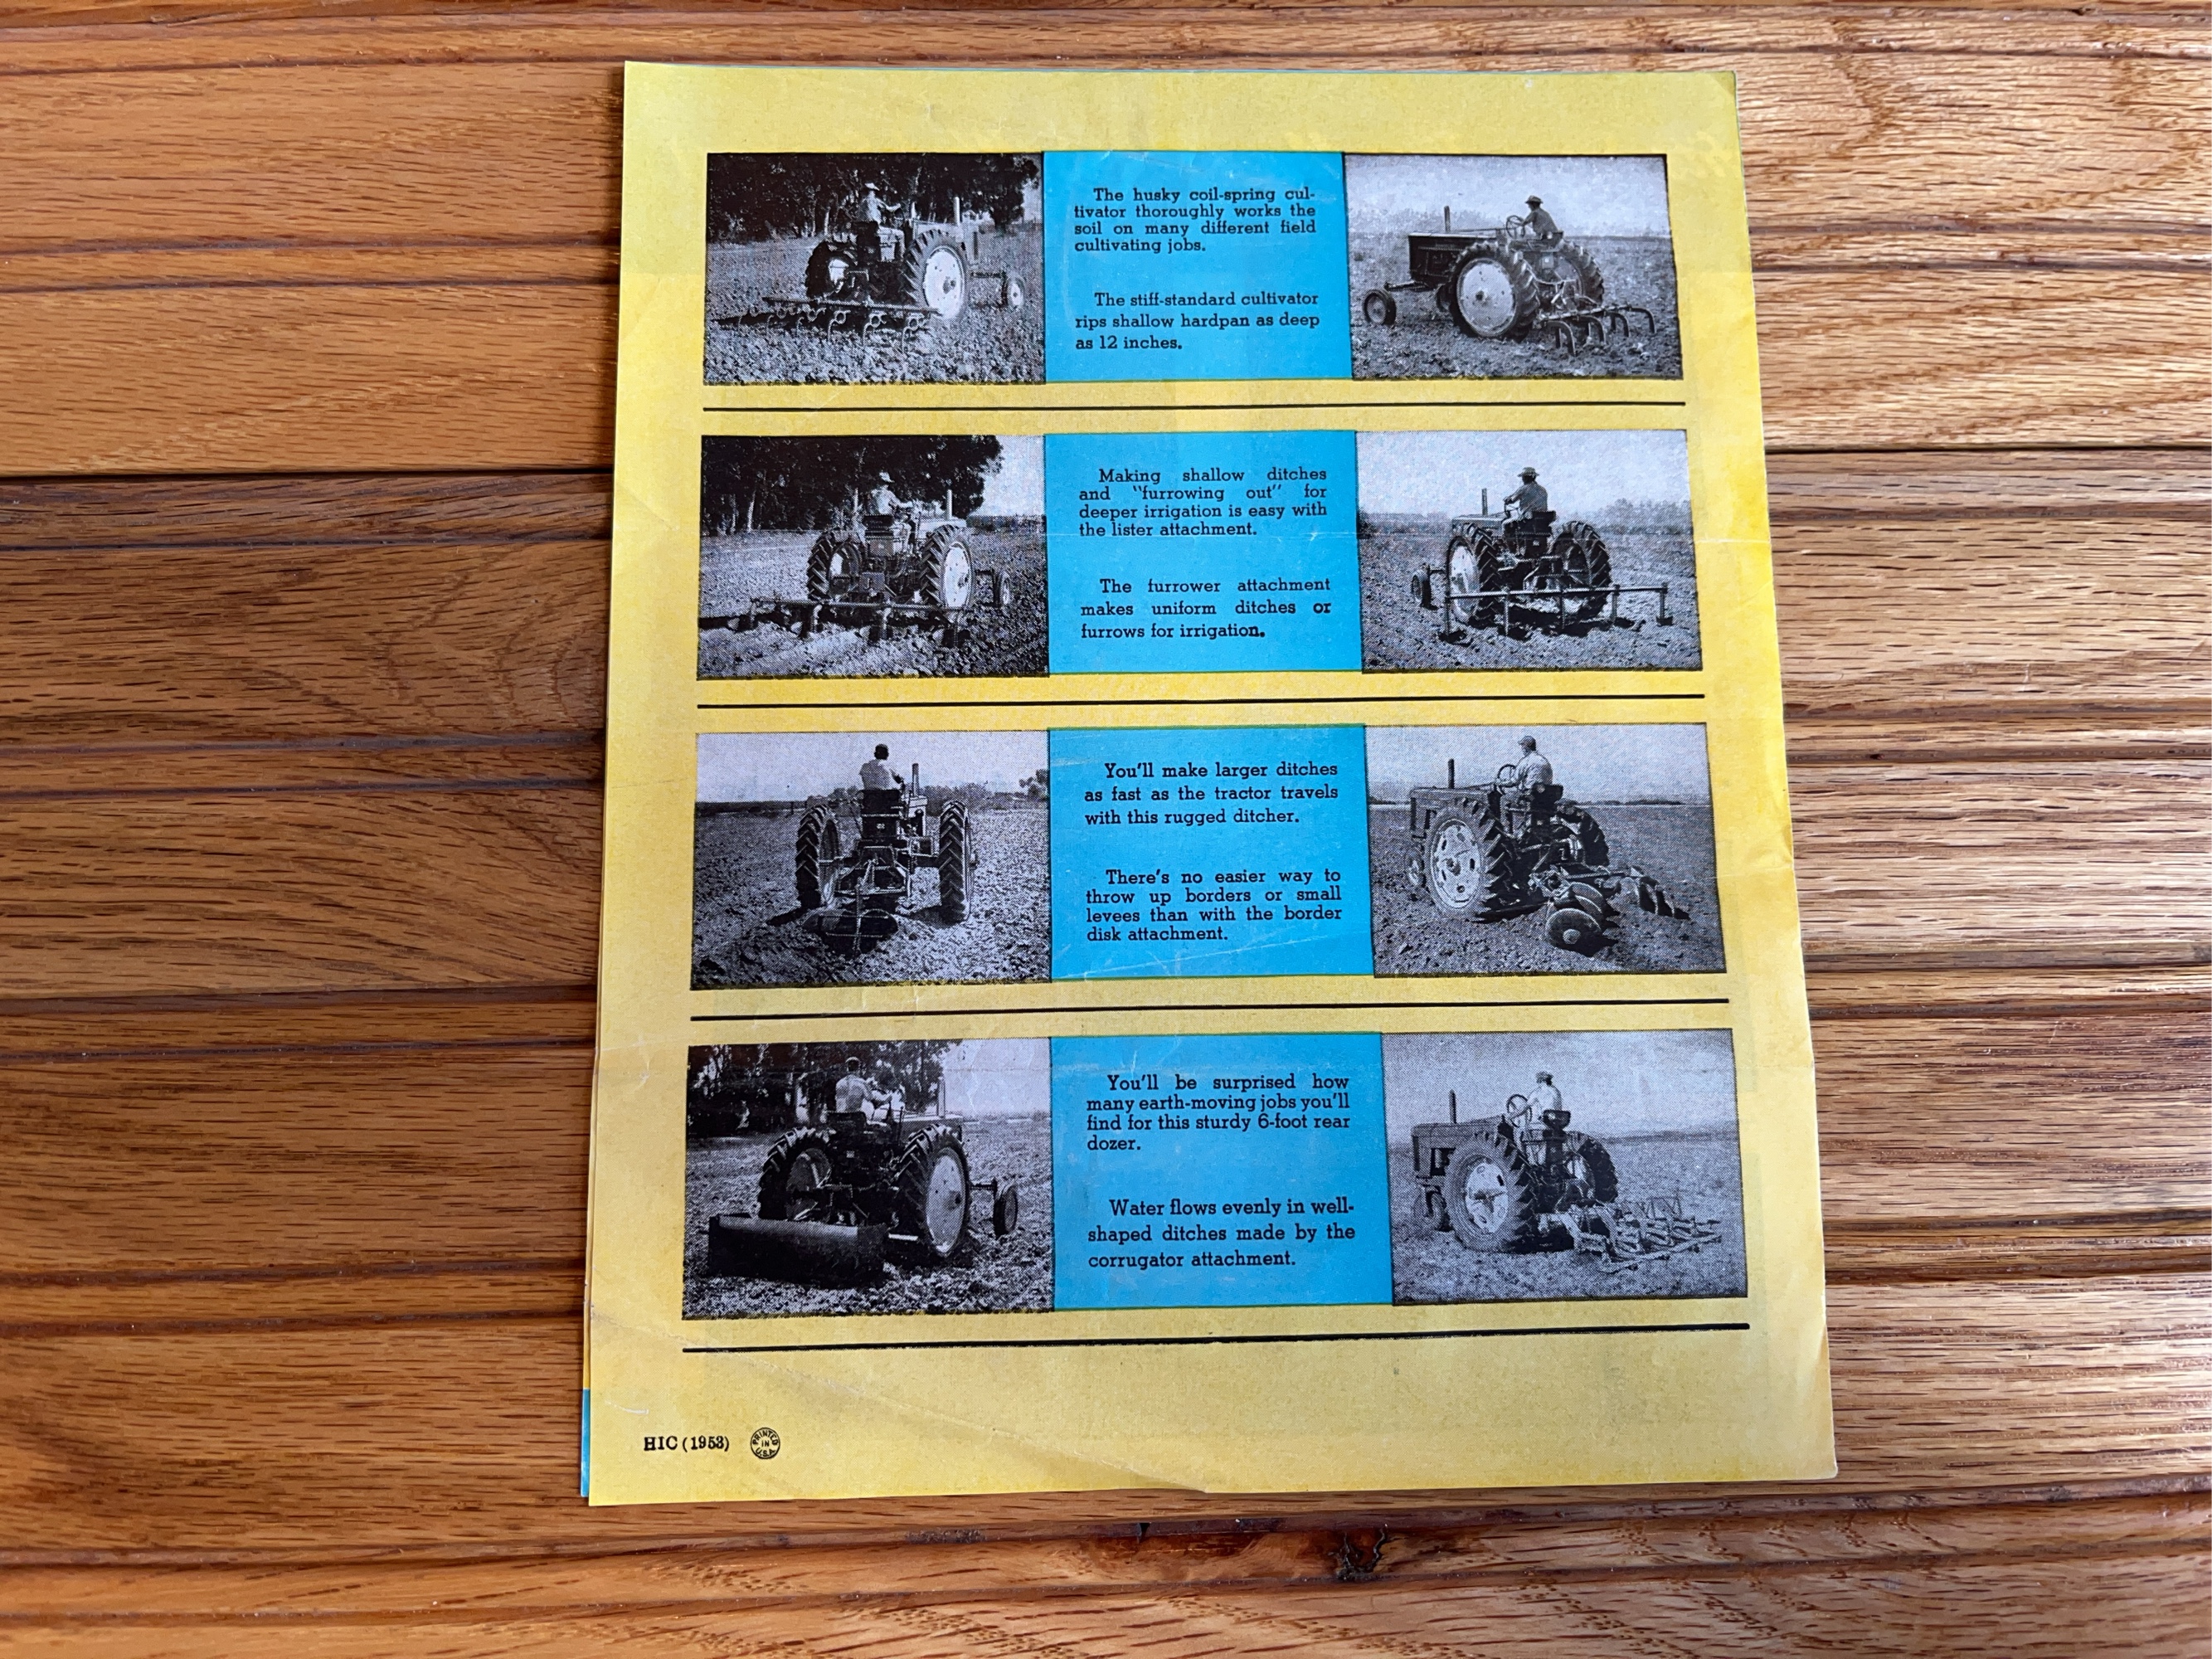 The husky coil-spring cul-
tivator thoroughly works the
soil on many different field
cultivating jobs.
The stiff-standard cultivator
rips shallow hardpan as deep
as 12 inches.
Making shallow ditches
and "furrowing out" for
deeper irrigation is easy with
the lister attachment.
The furrower attachment
makes uniform ditches or
furrows for irrigation.
You'll make larger ditches
as fast as the tractor travels
with this rugged ditcher.
There's no easier way to
throw up borders or small
levees than with the border
disk attachment.
You'll be surprised how
many earth-moving jobs you'll
find for this sturdy 6-foot rear
dozer.
Water flows evenly in well-
shaped ditches made by the
corrugator attachment.
HIC (1953)
PRINTED
IN
U.S.A.